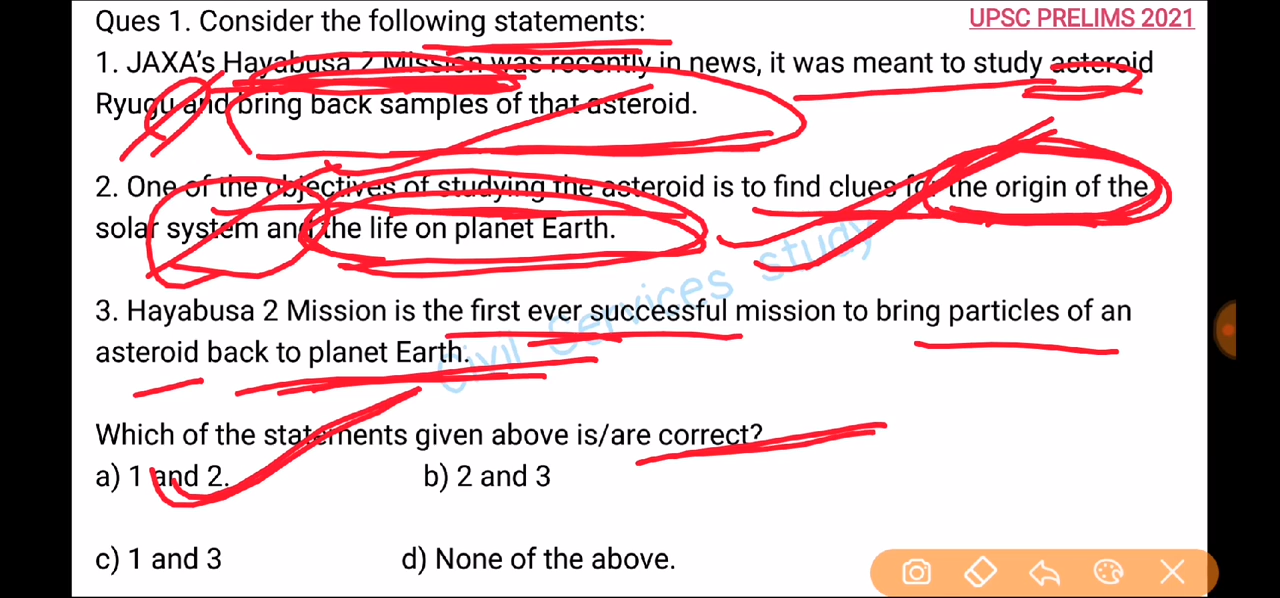 Ques 1. Consider the following statements:
UPSC PRELIMS 2021
1. JAXA's Hayabusa 2 Mission was recently in news, it was meant to study asteroid
Ryugu and bring back samples of that asteroid.
2. One of the objectives of studying the asteroid is to find clues for the origin of the
solar system and the life on planet Earth.
3. Hayabusa 2 Mission is the first ever successful mission to bring particles of an
asteroid back to planet Earth.
Civil Services study
Which of the statements given above is/are correct?
a) 1 and 2. b) 2 and 3
c) 1 and 3 d) None of the above.